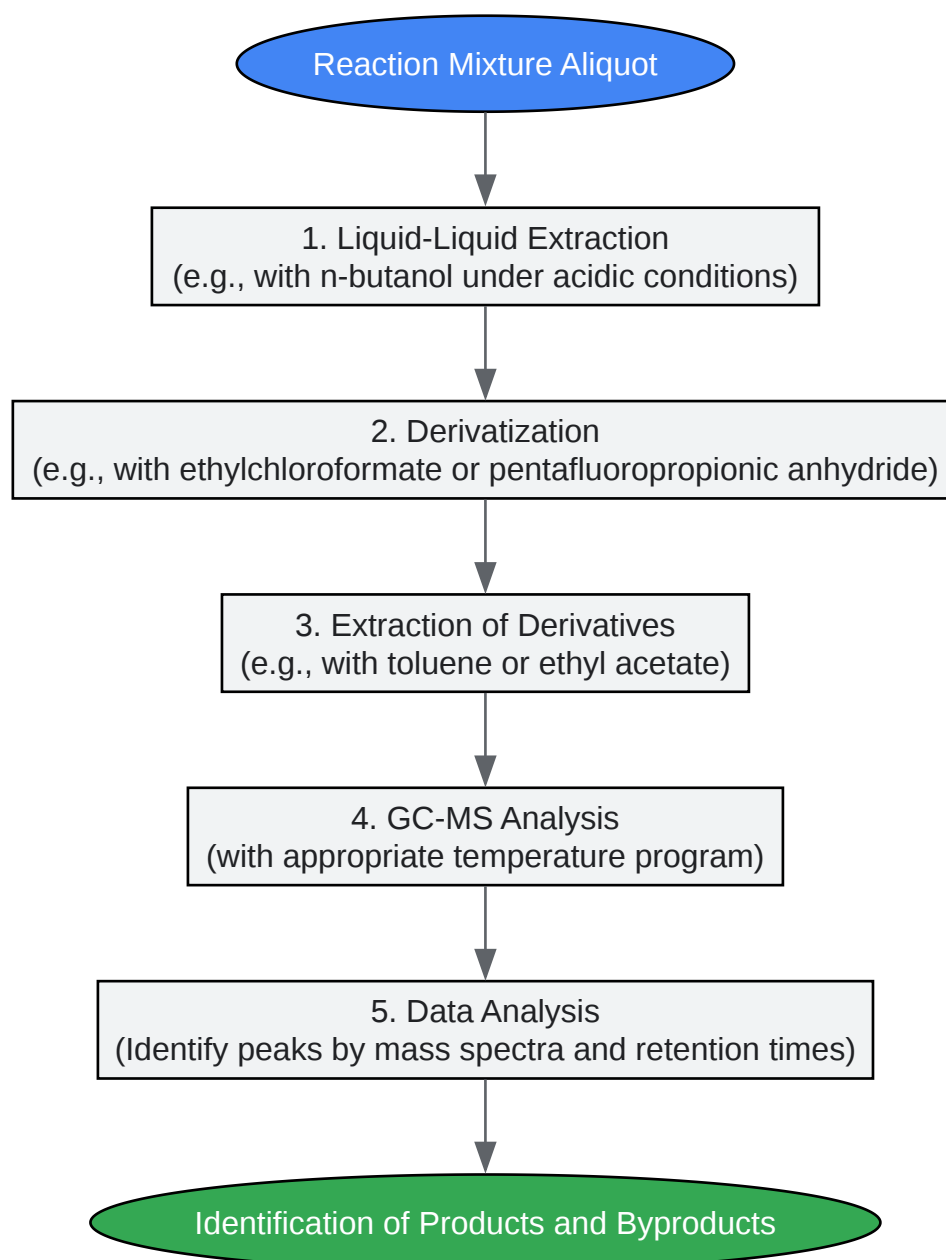 Reaction Mixture Aliquot
1. Liquid-Liquid Extraction
(e.g., with n-butanol under acidic conditions)
2. Derivatization
(e.g., with ethylchloroformate or pentafluoropropionic anhydride)
3. Extraction of Derivatives
(e.g., with toluene or ethyl acetate)
4. GC-MS Analysis
(with appropriate temperature program)
5. Data Analysis
(Identify peaks by mass spectra and retention times)
Identification of Products and Byproducts